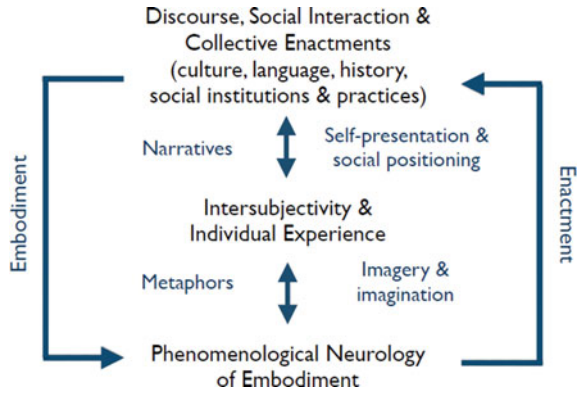 Discourse, Social Interaction &
Collective Enactments
(culture, language, history,
social institutions & practices)
Narratives
Self-presentation &
social positioning
Embodiment
Enactment
Intersubjectivity &
Individual Experience
Metaphors
Imagery &
imagination
Phenomenological Neurology
of Embodiment